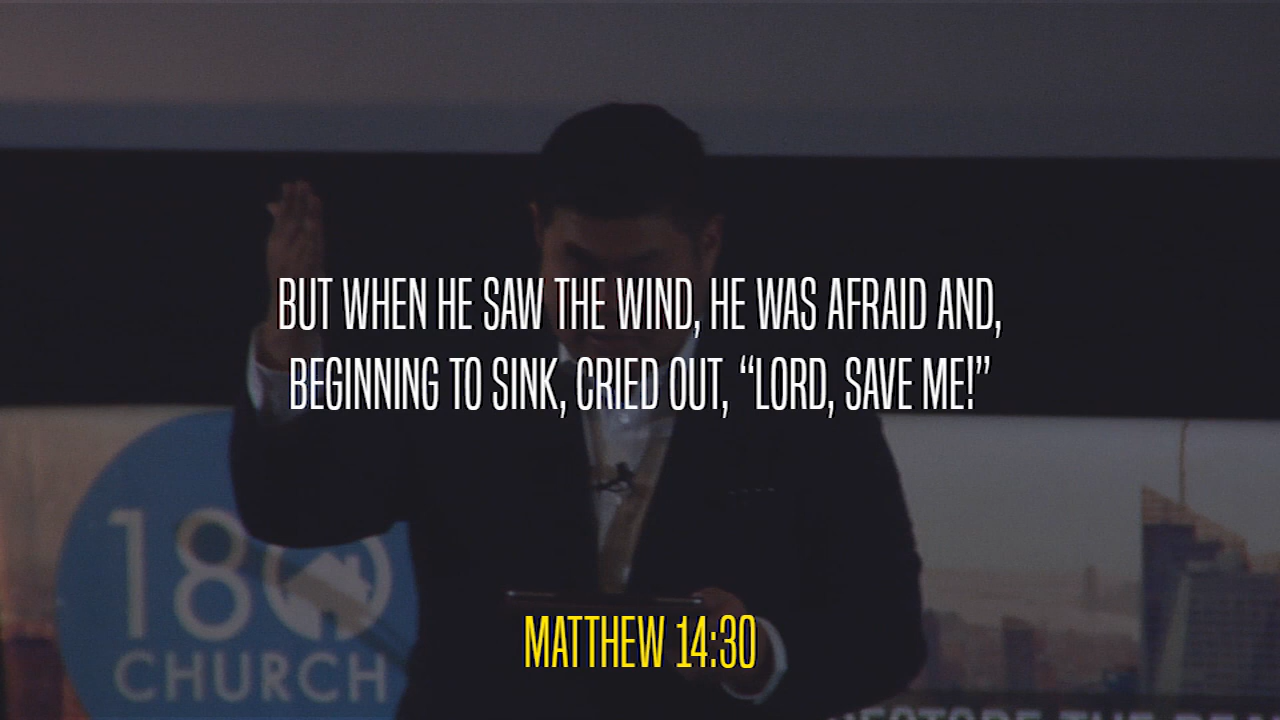 BUT WHEN HE SAW THE WIND, HE WAS AFRAID AND,
BEGINNING TO SINK, CRIED OUT, “LORD, SAVE ME!”
180
CHURCH
MATTHEW 14:30